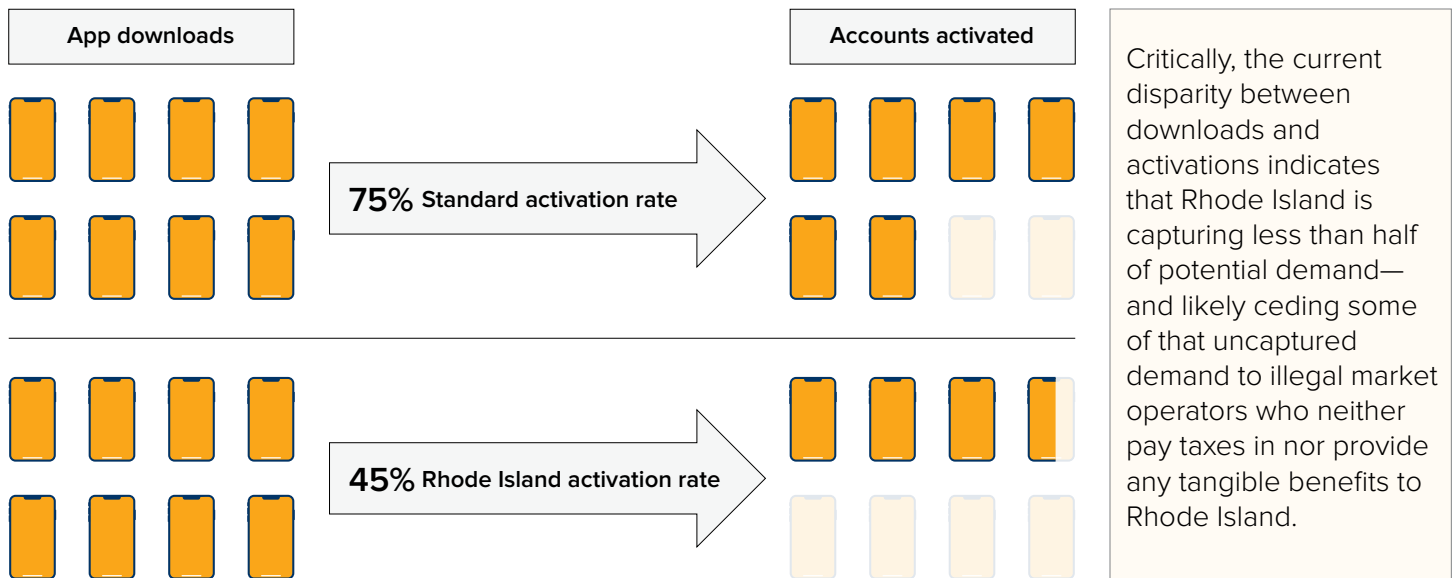 App downloads
Accounts activated
75% Standard activation rate
45% Rhode Island activation rate
Critically, the current
disparity between
downloads and
activations indicates
that Rhode Island is
capturing less than half
of potential demand—
and likely ceding some
of that uncaptured
demand to illegal market
operators who neither
pay taxes in nor provide
any tangible benefits to
Rhode Island.